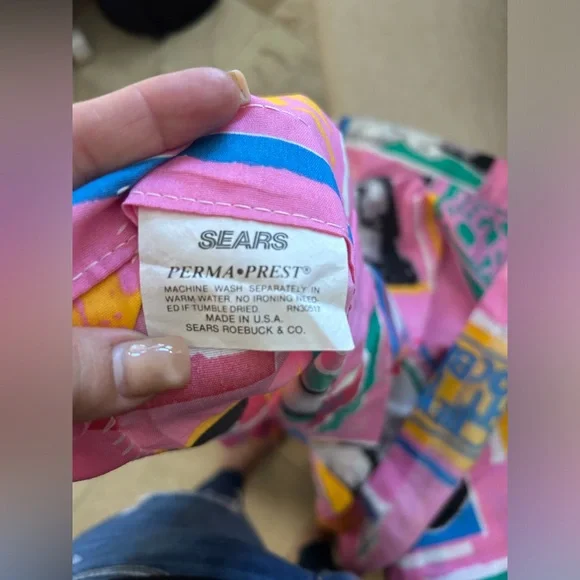 SEARS
PERMA•PREST®
MACHINE WASH SEPARATELY IN
WARM WATER. NO IRONING NEED-
ED IF TUMBLE DRIED. RN30513
MADE IN U.S.A.
SEARS ROEBUCK & CO.